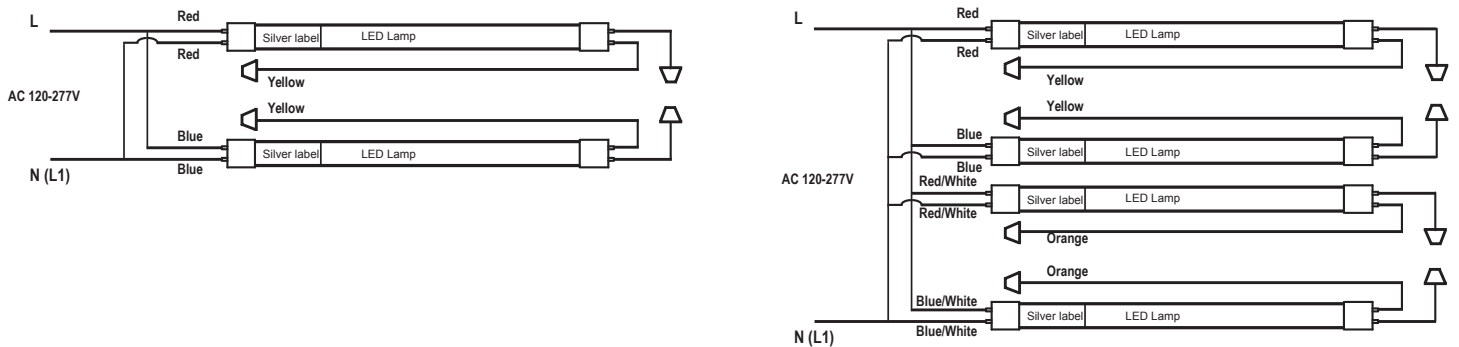 L
Red
Silver label
LED Lamp
Red
Yellow
AC 120-277V
Yellow
Blue
Silver label
LED Lamp
Blue
N (L1)
L
Red
Silver label
LED Lamp
Red
Yellow
Yellow
Blue
Silver label
LED Lamp
Blue
AC 120-277V
Red/White
Silver label
LED Lamp
Red/White
Orange
Orange
Blue/White
Silver label
LED Lamp
Blue/White
N (L1)